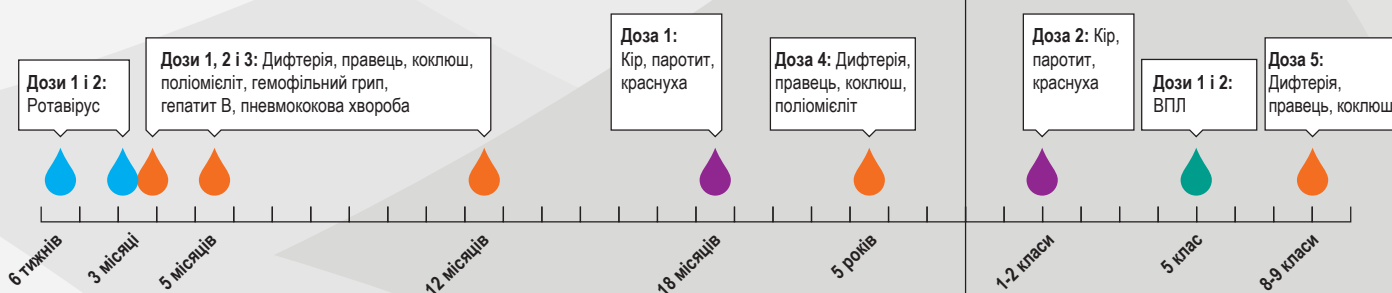 Дози 1 і 2:
Ротавірус
Дози 1, 2 і 3: Дифтерія, правець, коклюш,
поліомієліт, гемофільний грип,
гепатит В, пневмококова хвороба
Доза 1:
Кір, паротит,
краснуха
Доза 4: Дифтерія,
правець, коклюш,
поліомієліт
Доза 2: Кір,
паротит,
краснуха
Дози 1 і 2:
ВПЛ
Доза 5:
Дифтерія,
правець, коклюш
6 тижнів
3 місяці
5 місяців
12 місяців
18 місяців
5 років
1-2 класи
5 клас
8-9 класи